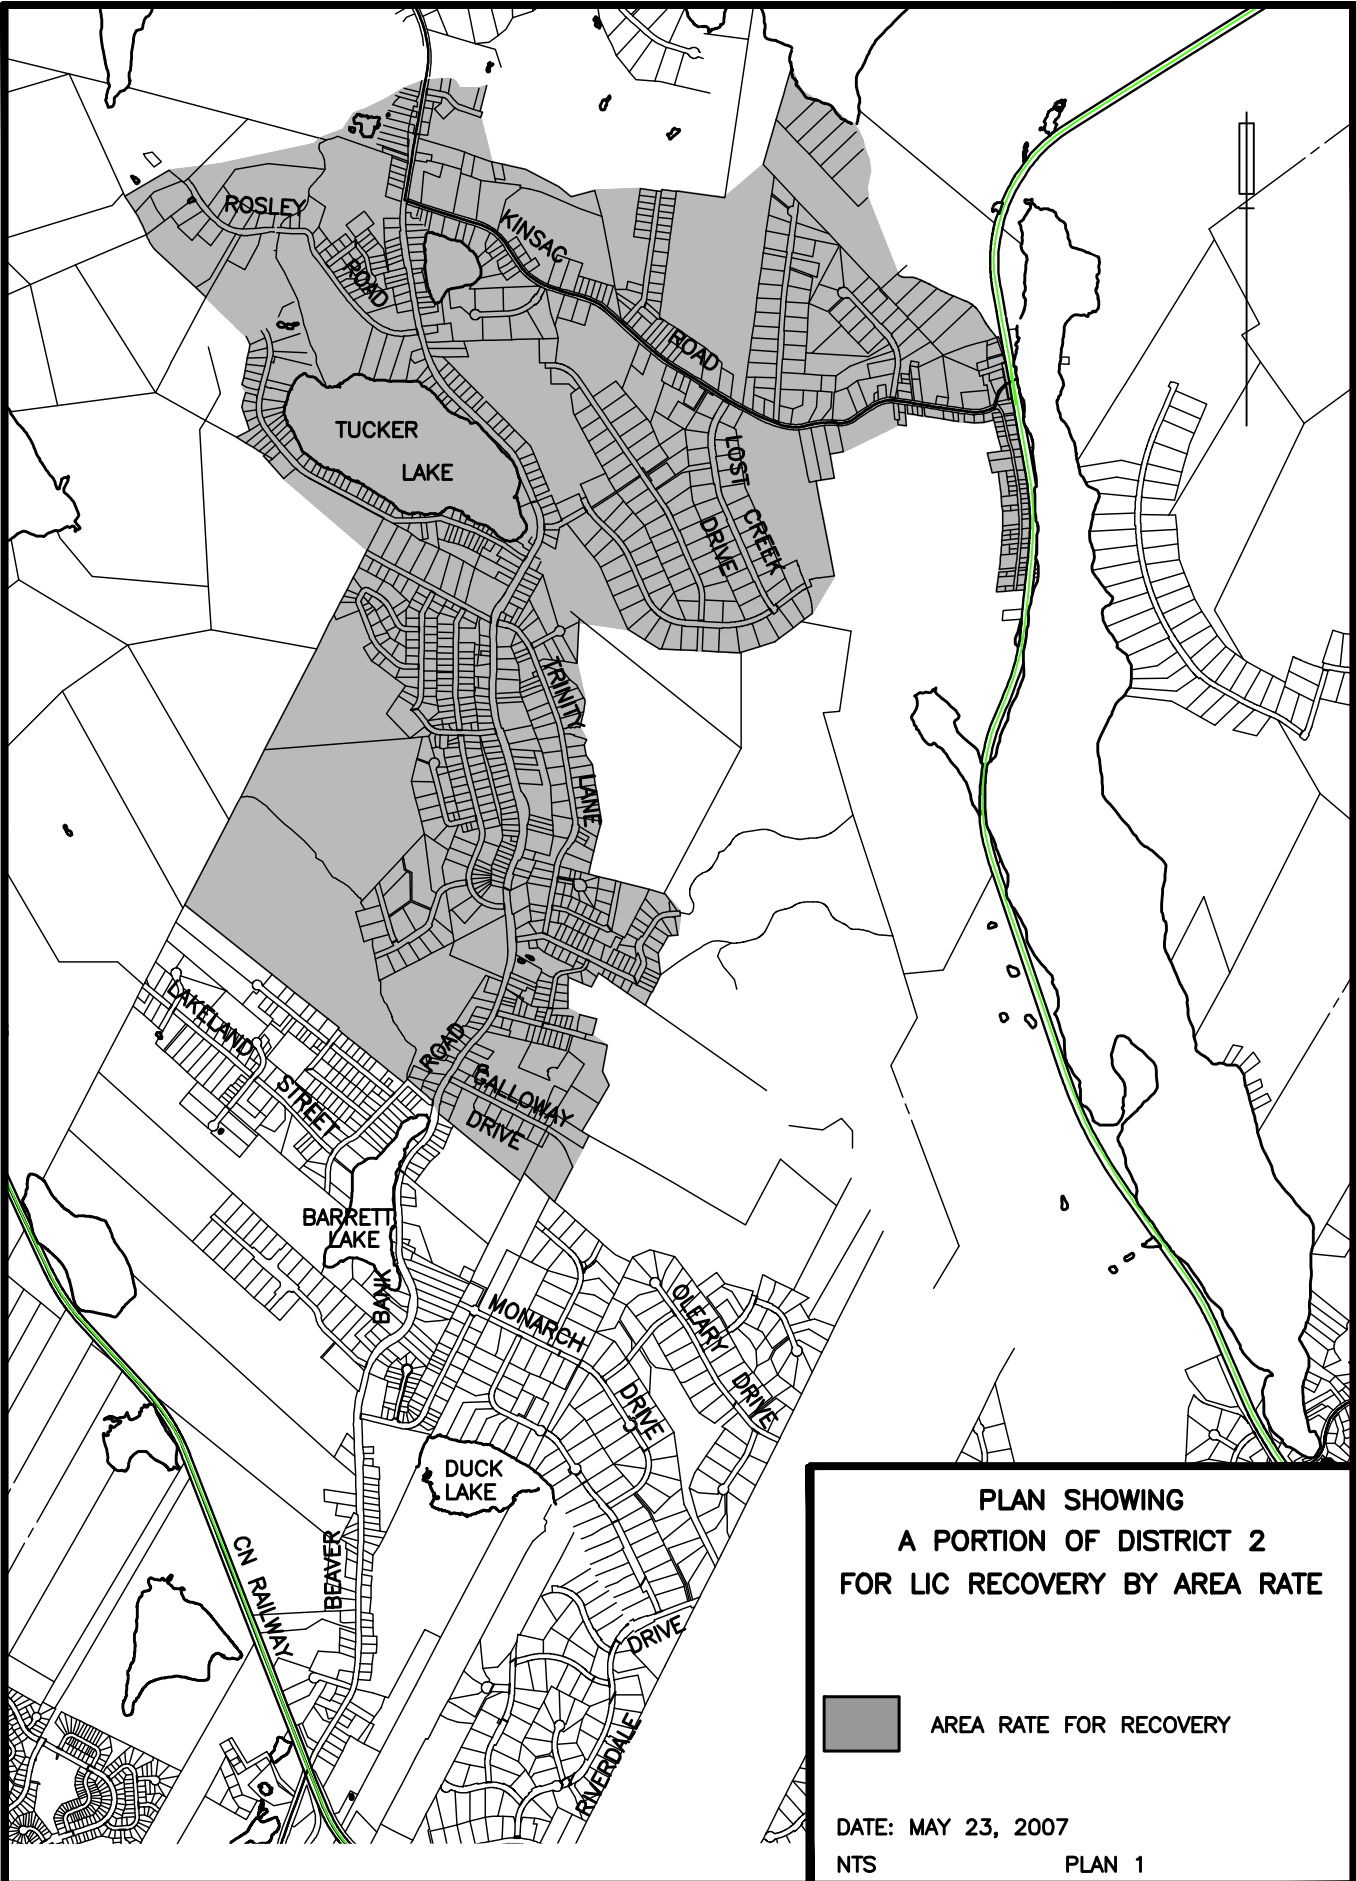 ROSLEY
ROAD
KINSAC
ROAD
TUCKER
LAKE
LOST
CREEK
DRIVE
TRINITY
LANE
LAKELAND
STREET
ROAD
GALLOWAY
DRIVE
BARRETT
LAKE
BANK
MONARCH
DRIVE
OLEARY
DRIVE
DUCK
LAKE
BEAVER
CN RAILWAY
DRIVE
RIVERDALE
PLAN SHOWING
A PORTION OF DISTRICT 2
FOR LIC RECOVERY BY AREA RATE
AREA RATE FOR RECOVERY
DATE: MAY 23, 2007
NTS PLAN 1